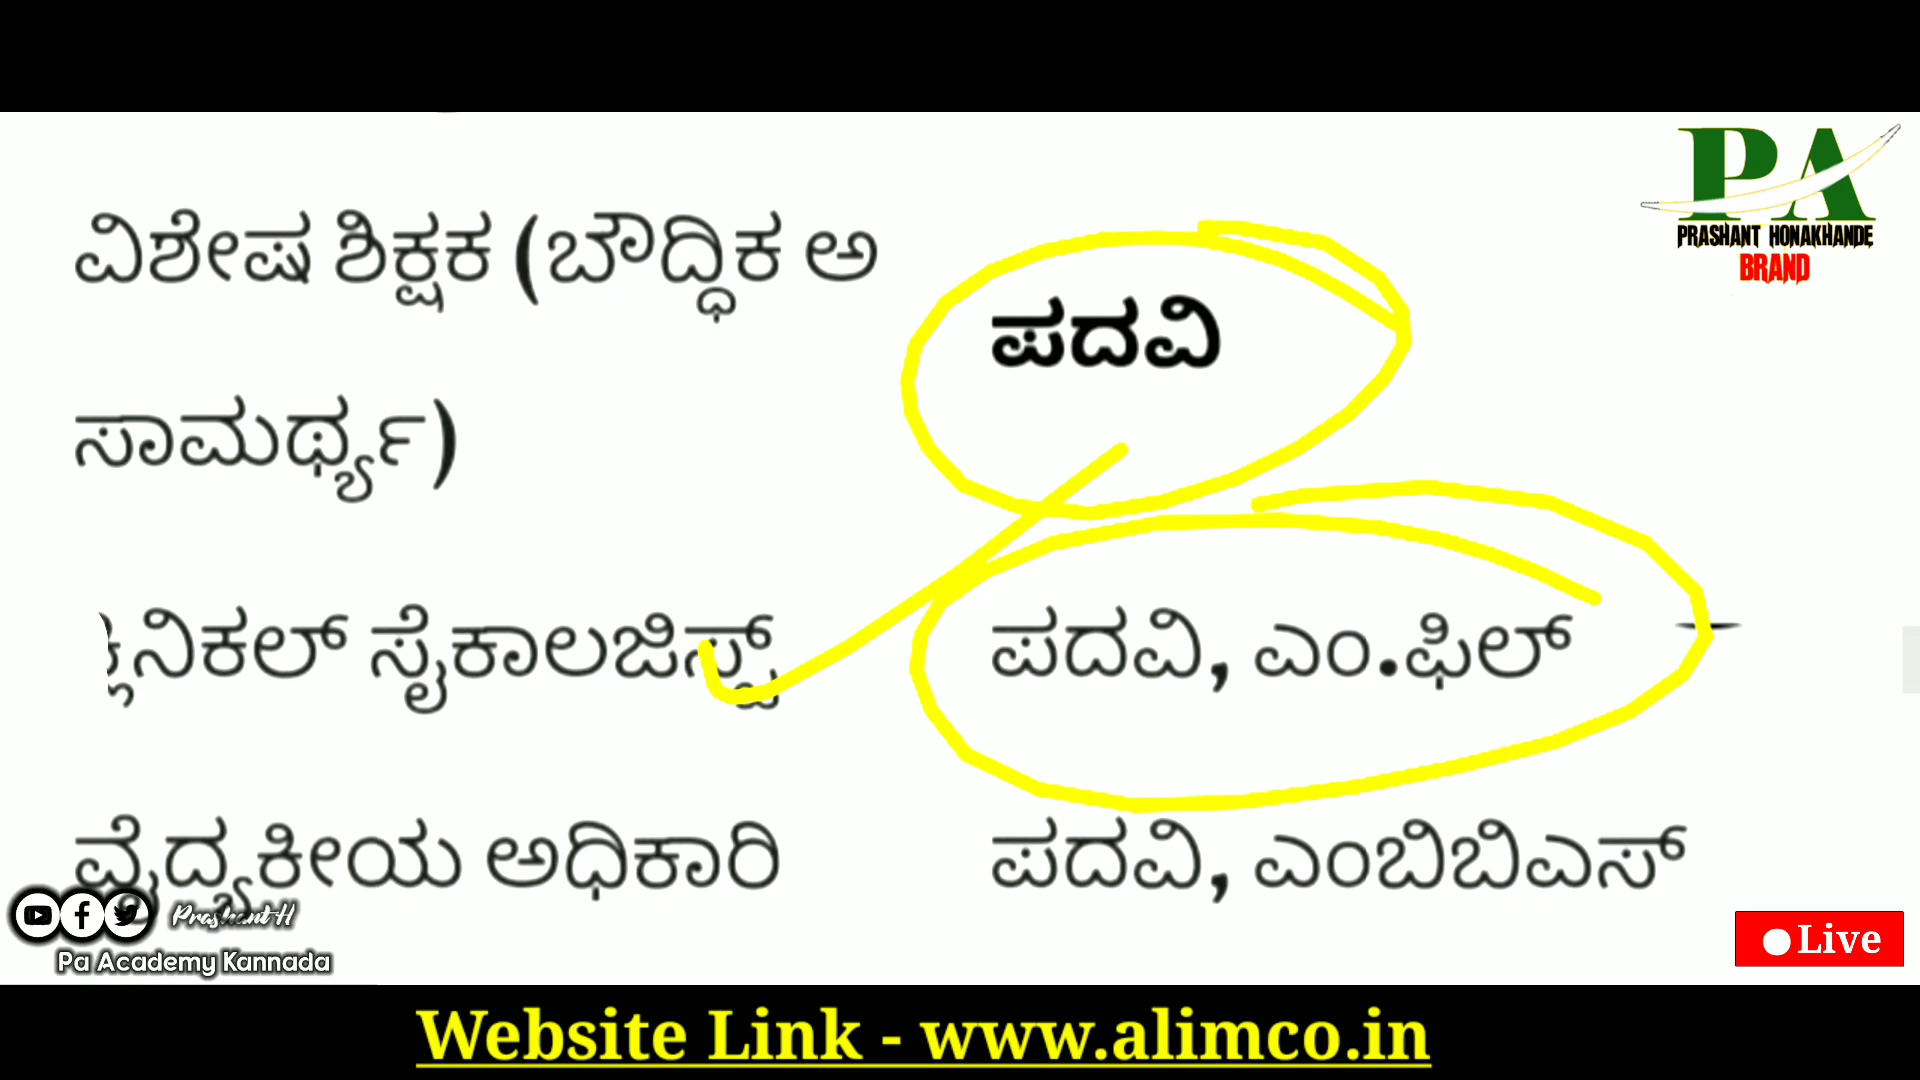 PA
PRASHANT HONAKHANDE
BRAND
ವಿಶೇಷ ಶಿಕ್ಷಕ (ಬೌದ್ಧಿಕ ಅ
ಸಾಮರ್ಥ್ಯ)
ಪದವಿ
ಕ್ಲಿನಿಕಲ್ ಸೈಕಾಲಜಿಸ್ಟ್
ಪದವಿ, ಎಂ.ಫಿಲ್
ವೈದ್ಯಕೀಯ ಅಧಿಕಾರಿ
ಪದವಿ, ಎಂಬಿಬಿಎಸ್
Prashant H
Pa Academy Kannada
Live
Website Link - www.alimco.in